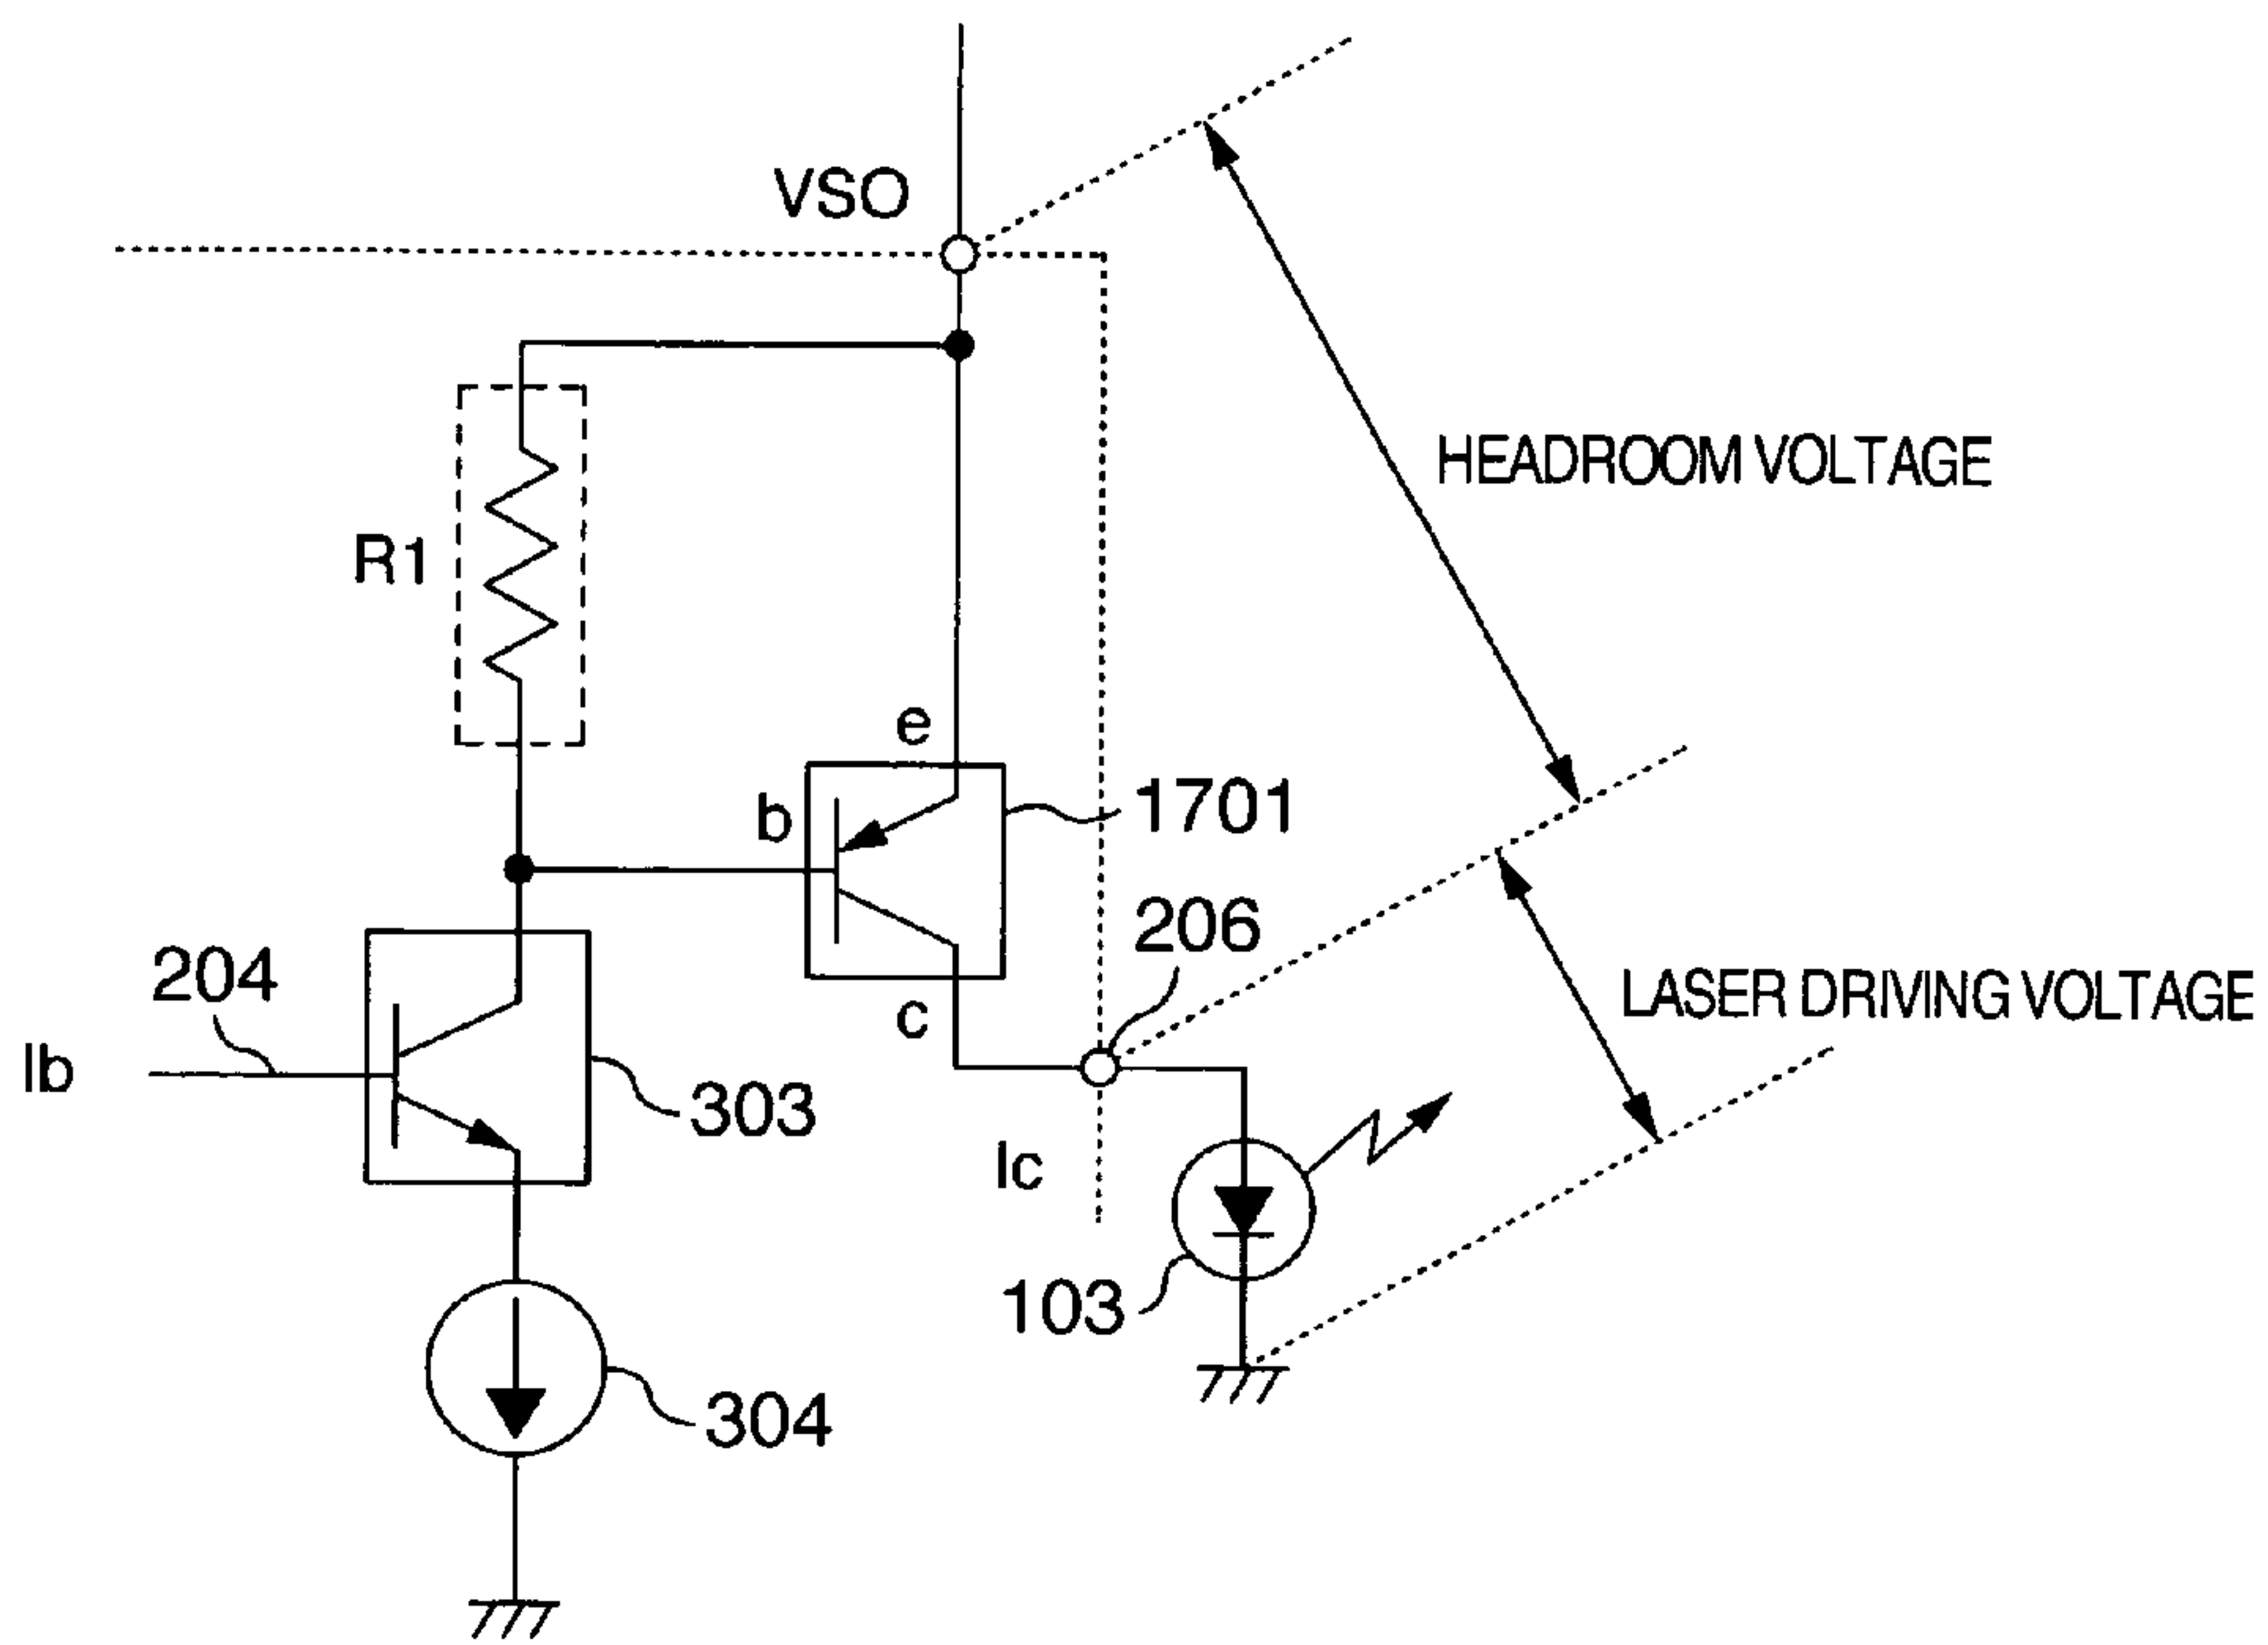 VSO
HEADROOM VOLTAGE
R1
e
b
1701
206
204
c
LASER DRIVING VOLTAGE
Ib
303
Ic
103
304